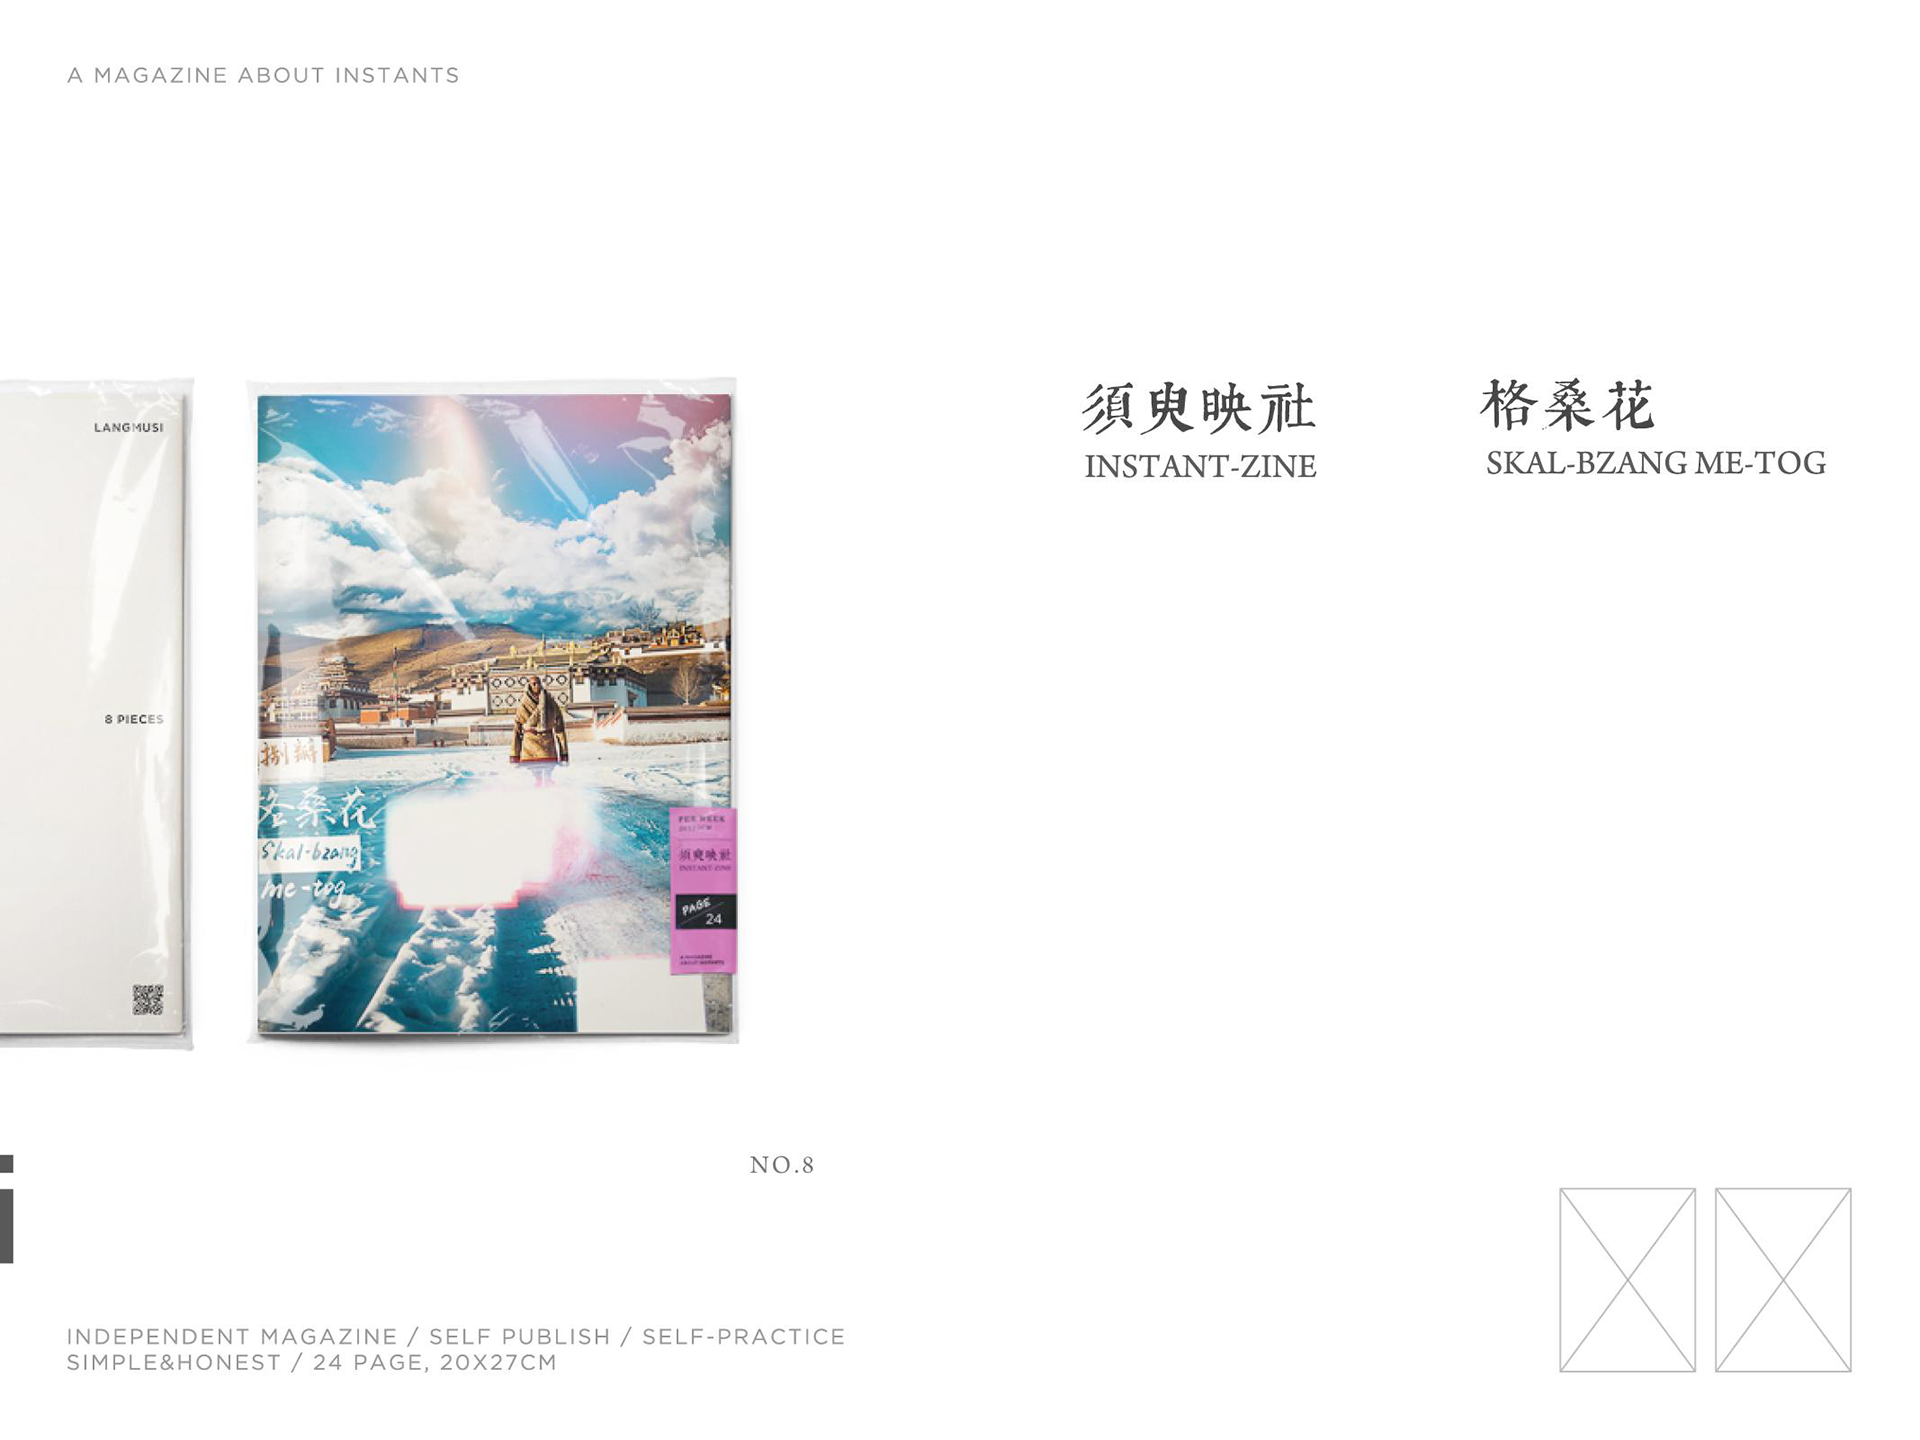 A MAGAZINE ABOUT INSTANTS
須臾映社
INSTANT-ZINE
格桑花
SKAL-BZANG ME-TOG
LANGMUSI
8 PIECES
捌瓣
格桑花
Skal-bzang
me-tog
PER WEEK
須臾映社
INSTANT-ZINE
PAGE
24
A MAGAZINE
ABOUT INSTANTS
NO.8
i
INDEPENDENT MAGAZINE / SELF PUBLISH / SELF-PRACTICE
SIMPLE&HONEST / 24 PAGE, 20X27CM